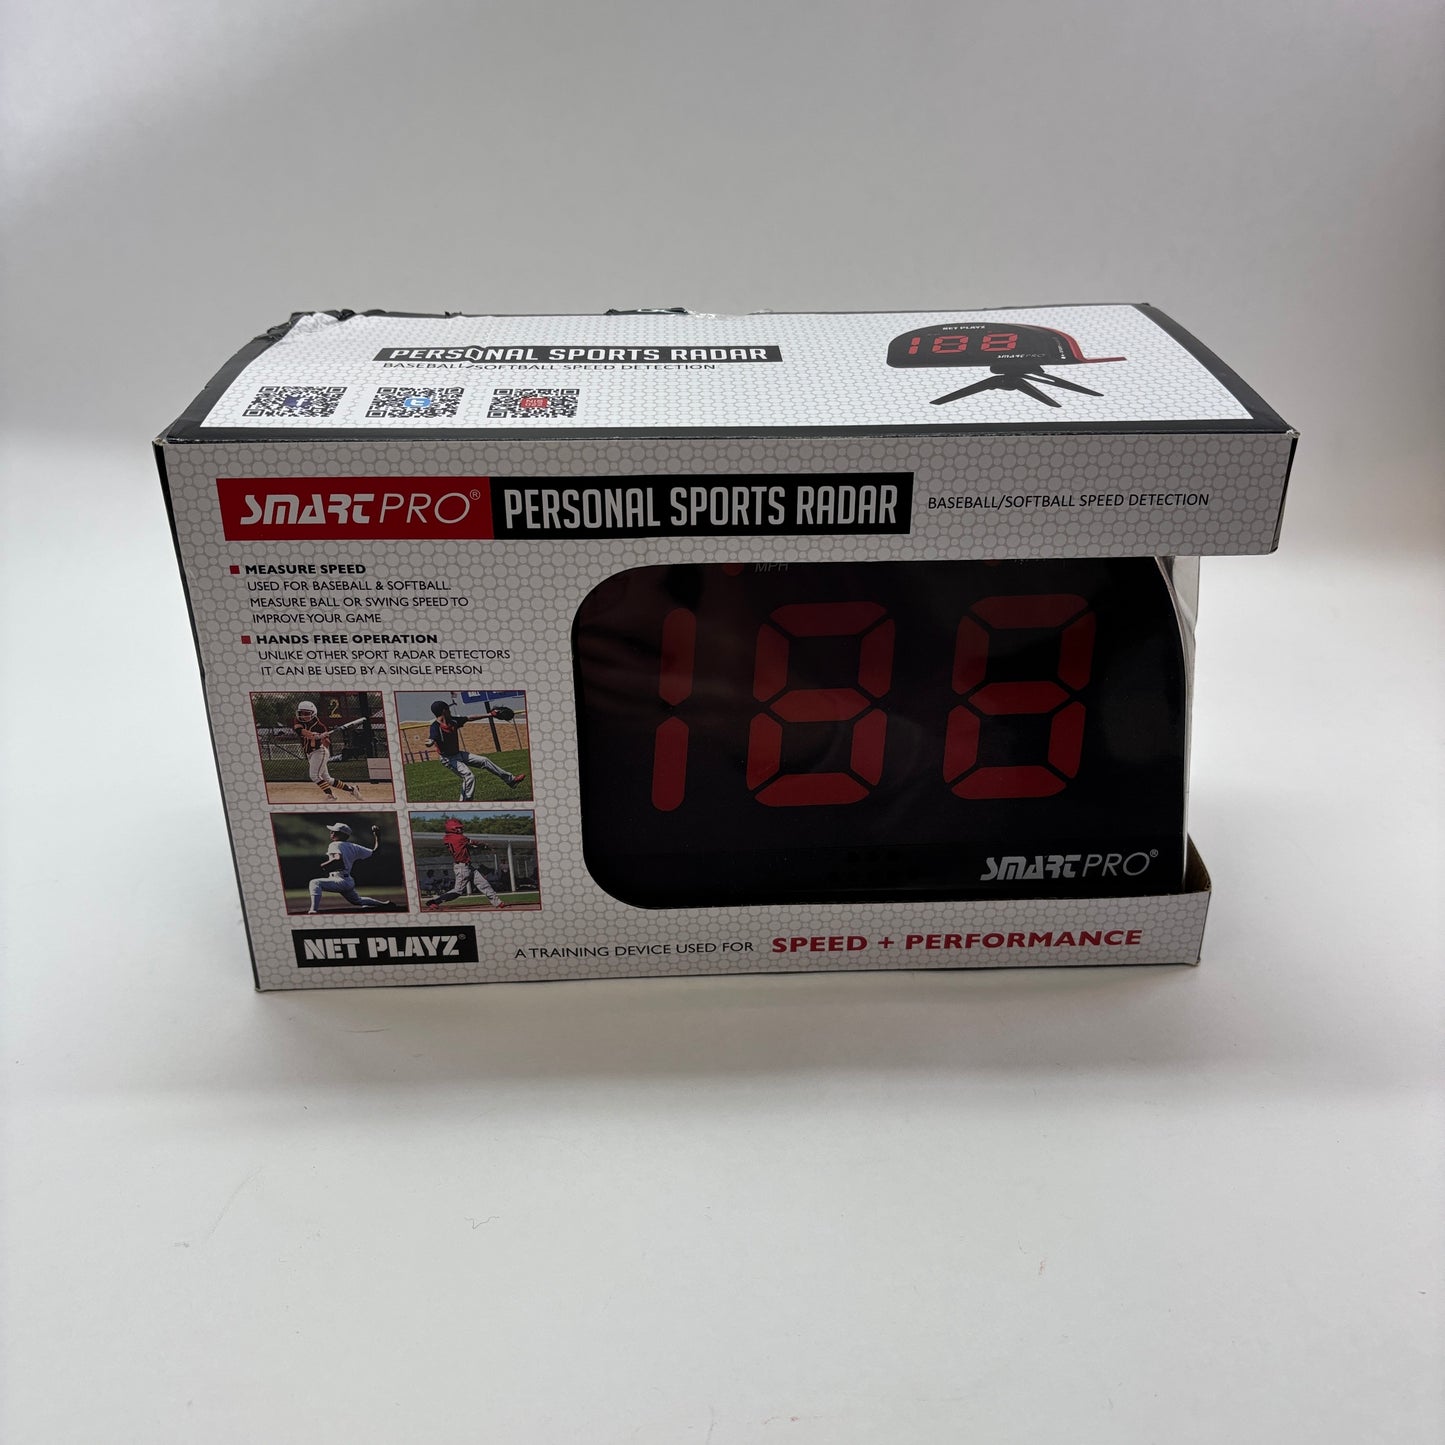 PERSONAL SPORTS RADAR
BASEBALL/SOFTBALL SPEED DETECTION
NET PLAYZ
188
SMARTPRO
SMARTPRO® PERSONAL SPORTS RADAR BASEBALL/SOFTBALL SPEED DETECTION
MEASURE SPEED
USED FOR BASEBALL & SOFTBALL
MEASURE BALL OR SWING SPEED TO
IMPROVE YOUR GAME
HANDS FREE OPERATION
UNLIKE OTHER SPORT RADAR DETECTORS
IT CAN BE USED BY A SINGLE PERSON
2
MPH
188
SMARTPRO®
NET PLAYZ®
A TRAINING DEVICE USED FOR SPEED + PERFORMANCE